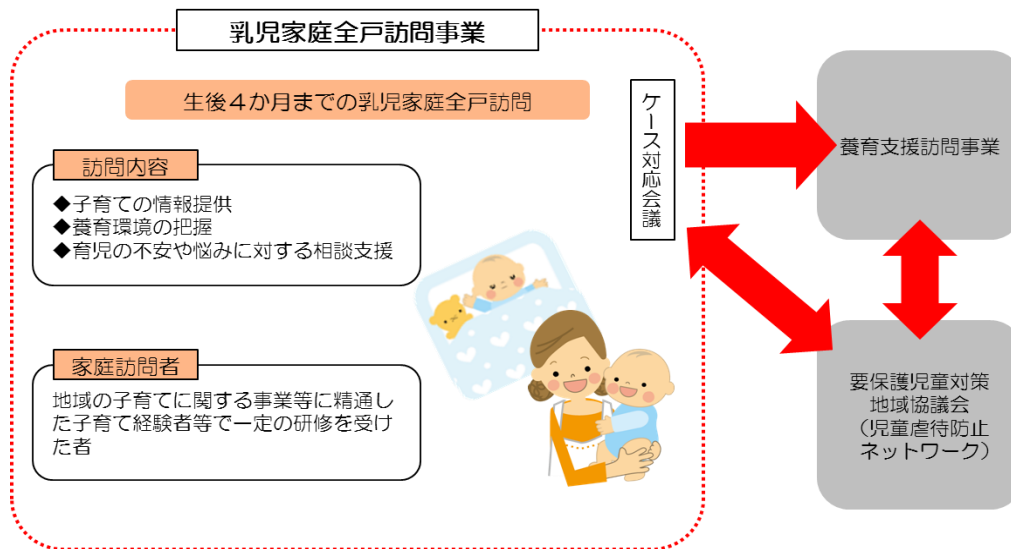 乳児家庭全戸訪問事業
生後４か月までの乳児家庭全戸訪問
訪問内容
◆子育ての情報提供
◆養育環境の把握
◆育児の不安や悩みに対する相談支援
家庭訪問者
地域の子育てに関する事業等に精通し
た子育て経験者等で一定の研修を受け
た者
ケース対応会議
養育支援訪問事業
要保護児童対策
地域協議会
（児童虐待防止
ネットワーク）